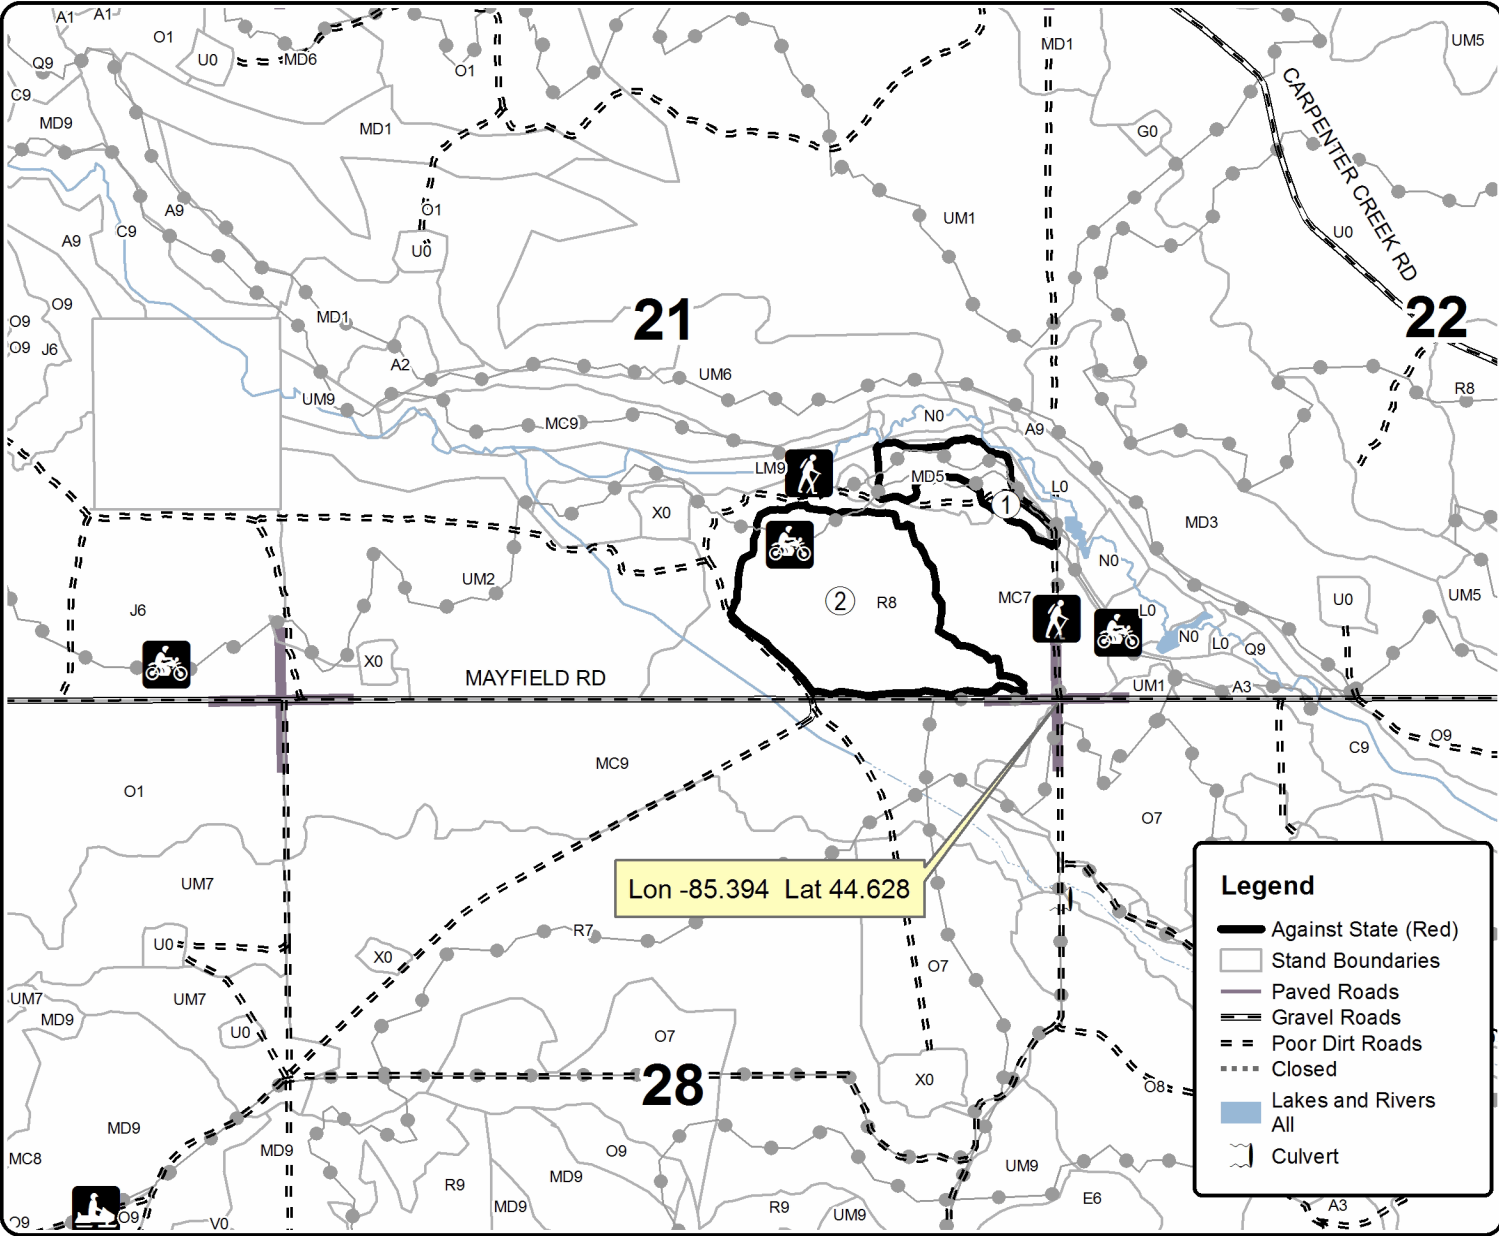 A1
A1
O1
Q9
U0
MD6
O1
MD1
UM5
C9
MD9
MD1
G0
CARPENTER CREEK RD
A9
O1
UM1
U0
A9
C9
U0
O9
O9
MD1
21
22
O9
J6
A2
UM6
R8
UM9
MC9
N0
A9
LM9
MD5
L0
X0
1
MD3
N0
UM2
2
R8
MC7
U0
UM5
J6
L0
N0
L0
Q9
X0
MAYFIELD RD
UM1
A3
O9
C9
MC9
O1
O7
UM7
Lon -85.394 Lat 44.628
U0
R7
X0
O7
UM7
UM7
MD9
U0
O7
28
X0
O8
MD9
MD9
O9
MC8
MD9
UM9
R9
MD9
R9
UM9
E6
O9
O9
V0
A3
Legend
Against State (Red)
Stand Boundaries
Paved Roads
Gravel Roads
Poor Dirt Roads
Closed
Lakes and Rivers
All
Culvert